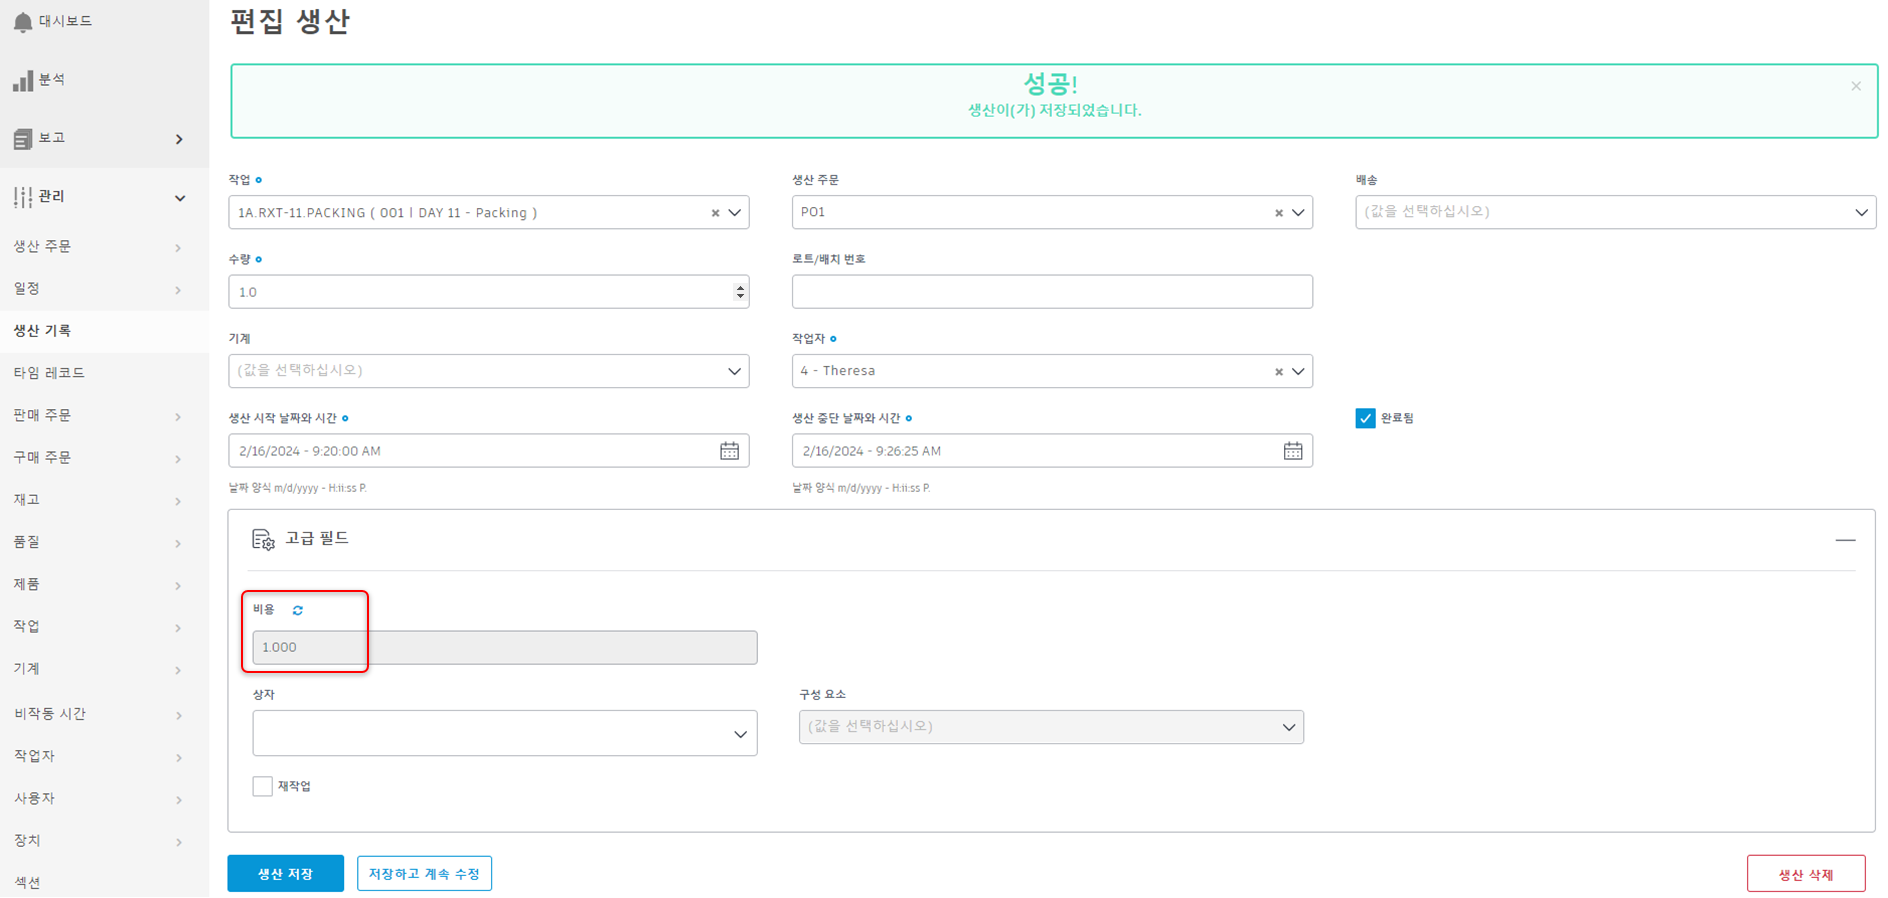 대시보드
분석
보고
관리
생산 주문
일정
생산 기록
타임 레코드
판매 주문
구매 주문
재고
품질
제품
작업
기계
비작동 시간
작업자
사용자
장치
섹션
편집 생산
성공!
생산이(가) 저장되었습니다.
작업
1A.RXT-11.PACKING ( 001 | DAY 11 - Packing )
생산 주문
PO1
배송
(값을 선택하십시오)
수량
1.0
로트/배치 번호
기계
(값을 선택하십시오)
작업자
4 - Theresa
생산 시작 날짜와 시간
2/16/2024 - 9:20:00 AM
날짜 양식 m/d/yyyy - H:ii:ss P.
생산 중단 날짜와 시간
2/16/2024 - 9:26:25 AM
날짜 양식 m/d/yyyy - H:ii:ss P.
완료됨
고급 필드
비용
1.000
상자
구성 요소
(값을 선택하십시오)
재작업
생산 저장
저장하고 계속 수정
생산 삭제